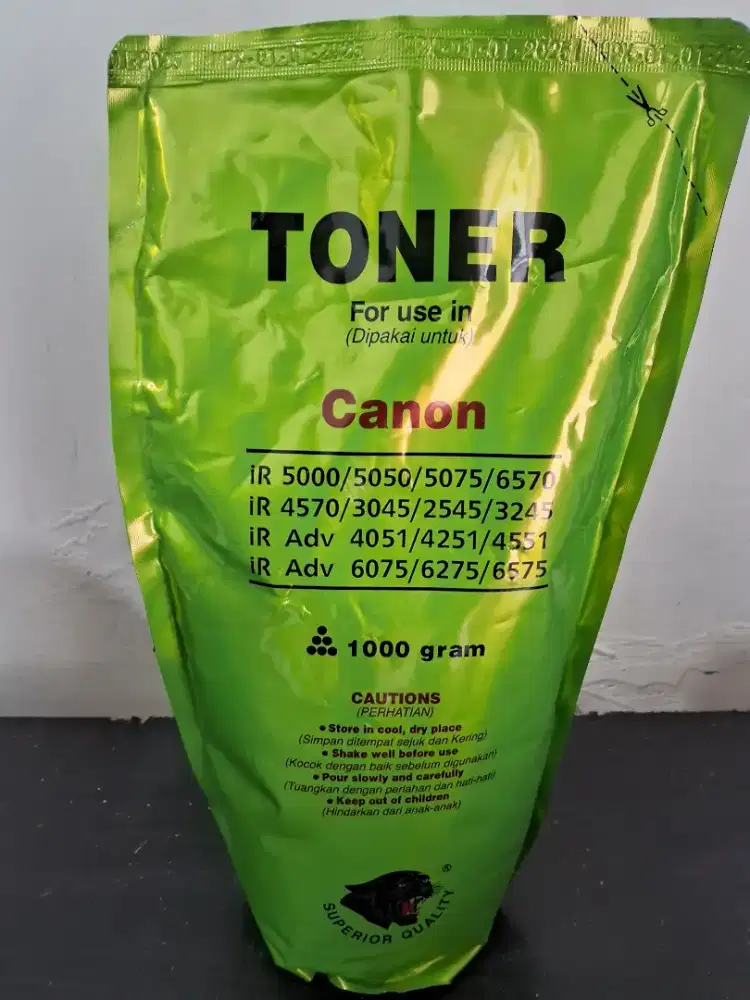 01-01-2025
TONER
For use in
(Dipakai untuk)
Canon
iR 5000/5050/5075/6570
iR 4570/3045/2545/3245
iR Adv 4051/4251/4551
iR Adv 6075/6275/6575
1000 gram
CAUTIONS
(PERHATIAN)
• Store in cool, dry place
(Simpan ditempat sejuk dan Kering)
• Shake well before use
(Kocok dengan baik sebelum digunakan)
• Pour slowly and carefully
(Tuangkan dengan perlahan dan hati-hati)
• Keep out of children
(Hindarkan dari anak-anak)
®
SUPERIOR QUALITY